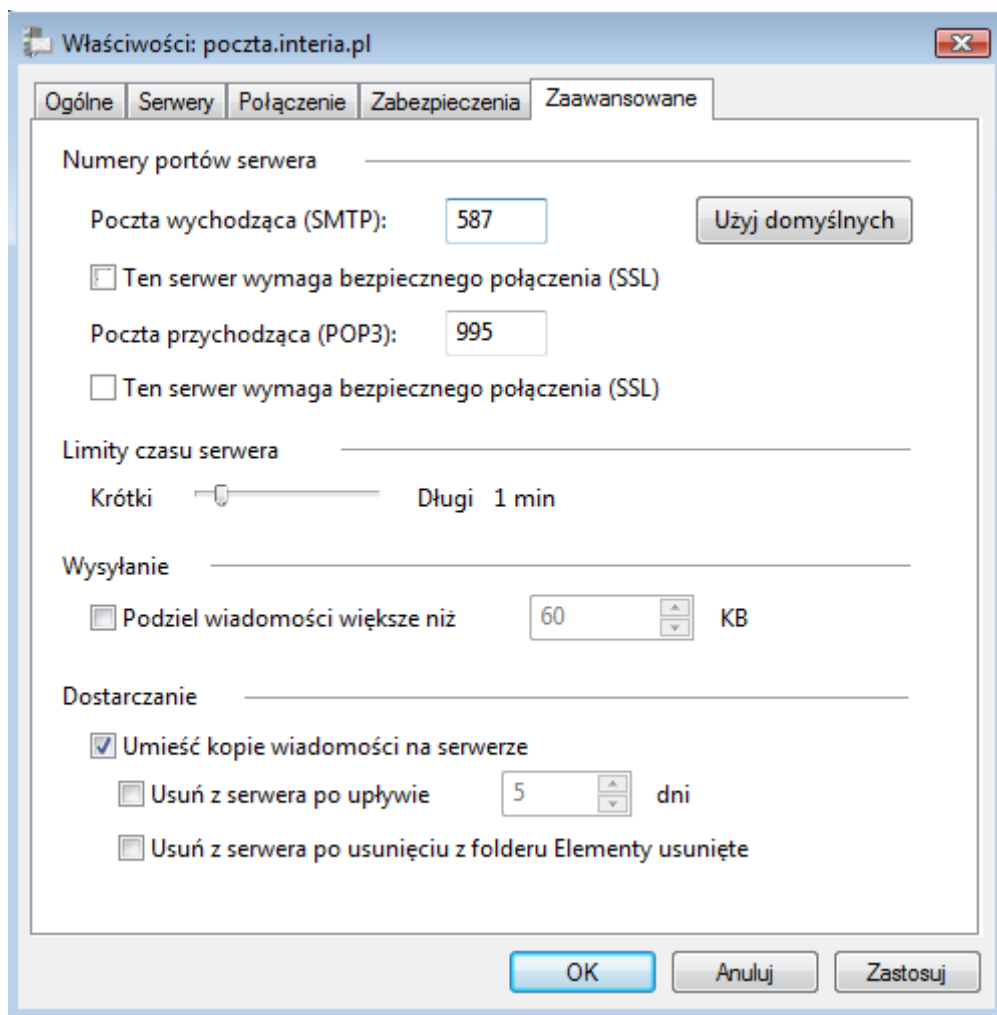 Właściwości: poczta.interia.pl
Ogólne Serwery Połączenie Zabezpieczenia Zaawansowane
Numery portów serwera
Poczta wychodząca (SMTP): 587 Użyj domyślnych
Ten serwer wymaga bezpiecznego połączenia (SSL)
Poczta przychodząca (POP3): 995
Ten serwer wymaga bezpiecznego połączenia (SSL)
Limity czasu serwera
Krótki Długi 1 min
Wysyłanie
Podziel wiadomości większe niż 60 KB
Dostarczanie
Umieść kopie wiadomości na serwerze
Usuń z serwera po upływie 5 dni
Usuń z serwera po usunięciu z folderu Elementy usunięte
OK Anuluj Zastosuj